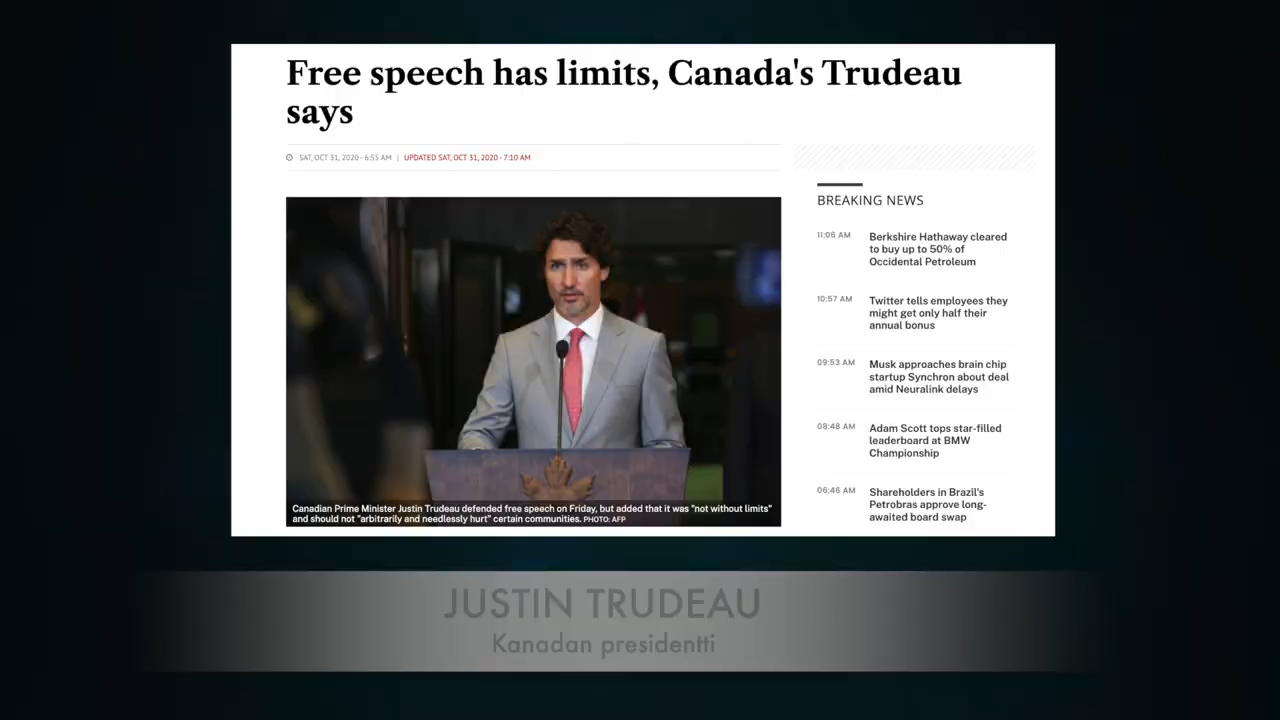 Free speech has limits, Canada's Trudeau
says
SAT, OCT 31, 2020 - 6:55 AM | UPDATED SAT, OCT 31, 2020 - 7:10 AM
Canadian Prime Minister Justin Trudeau defended free speech on Friday, but added that it was "not without limits"
and should not "arbitrarily and needlessly hurt" certain communities. PHOTO: AFP
BREAKING NEWS
11:06 AM Berkshire Hathaway cleared
to buy up to 50% of
Occidental Petroleum
10:57 AM Twitter tells employees they
might get only half their
annual bonus
09:53 AM Musk approaches brain chip
startup Synchron about deal
amid Neuralink delays
08:48 AM Adam Scott tops star-filled
leaderboard at BMW
Championship
06:46 AM Shareholders in Brazil's
Petrobras approve long-
awaited board swap
JUSTIN TRUDEAU
Kanadan presidentti